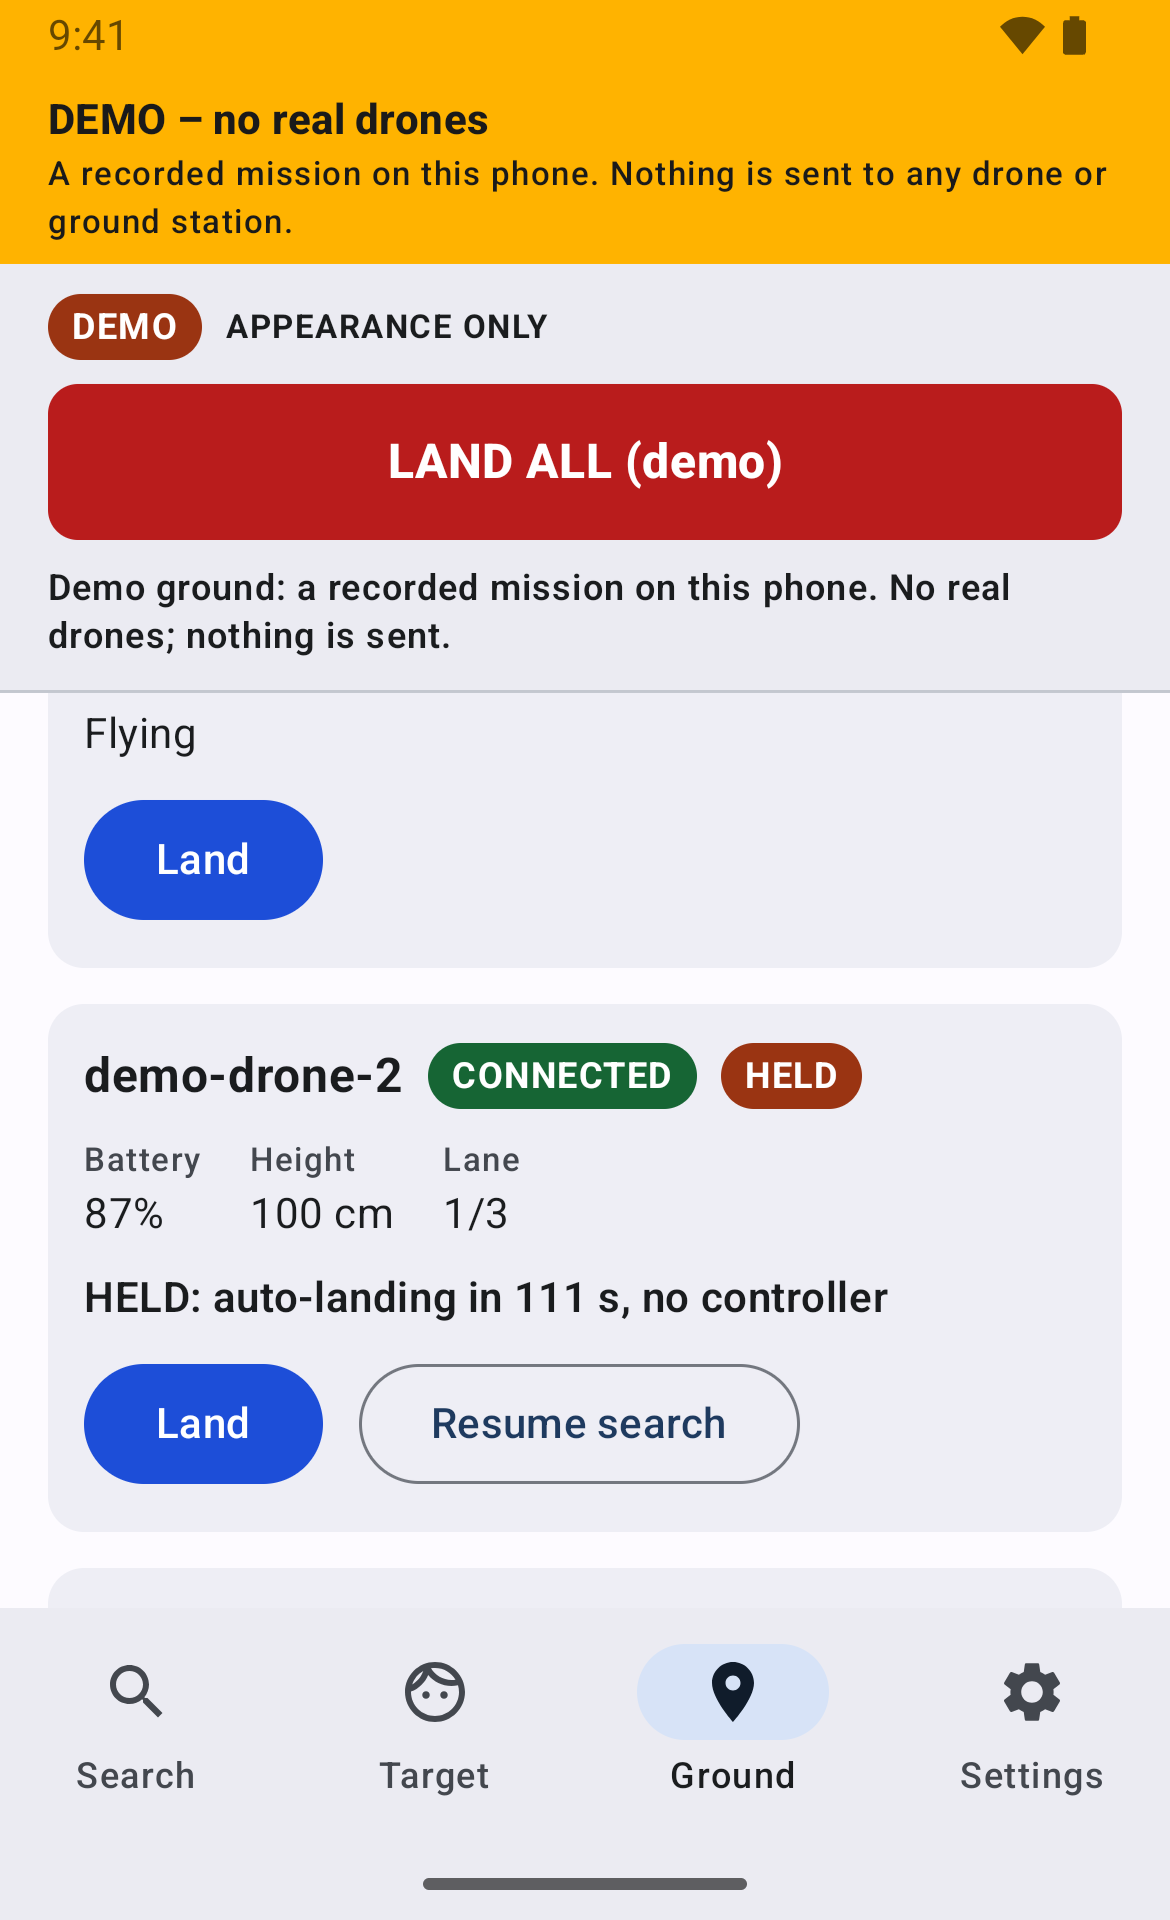 9:41
DEMO – no real drones
A recorded mission on this phone. Nothing is sent to any drone or
ground station.
DEMO APPEARANCE ONLY
LAND ALL (demo)
Demo ground: a recorded mission on this phone. No real
drones; nothing is sent.
Flying
Land
demo-drone-2 CONNECTED HELD
Battery Height Lane
87% 100 cm 1/3
HELD: auto-landing in 111 s, no controller
Land Resume search
Search Target Ground Settings